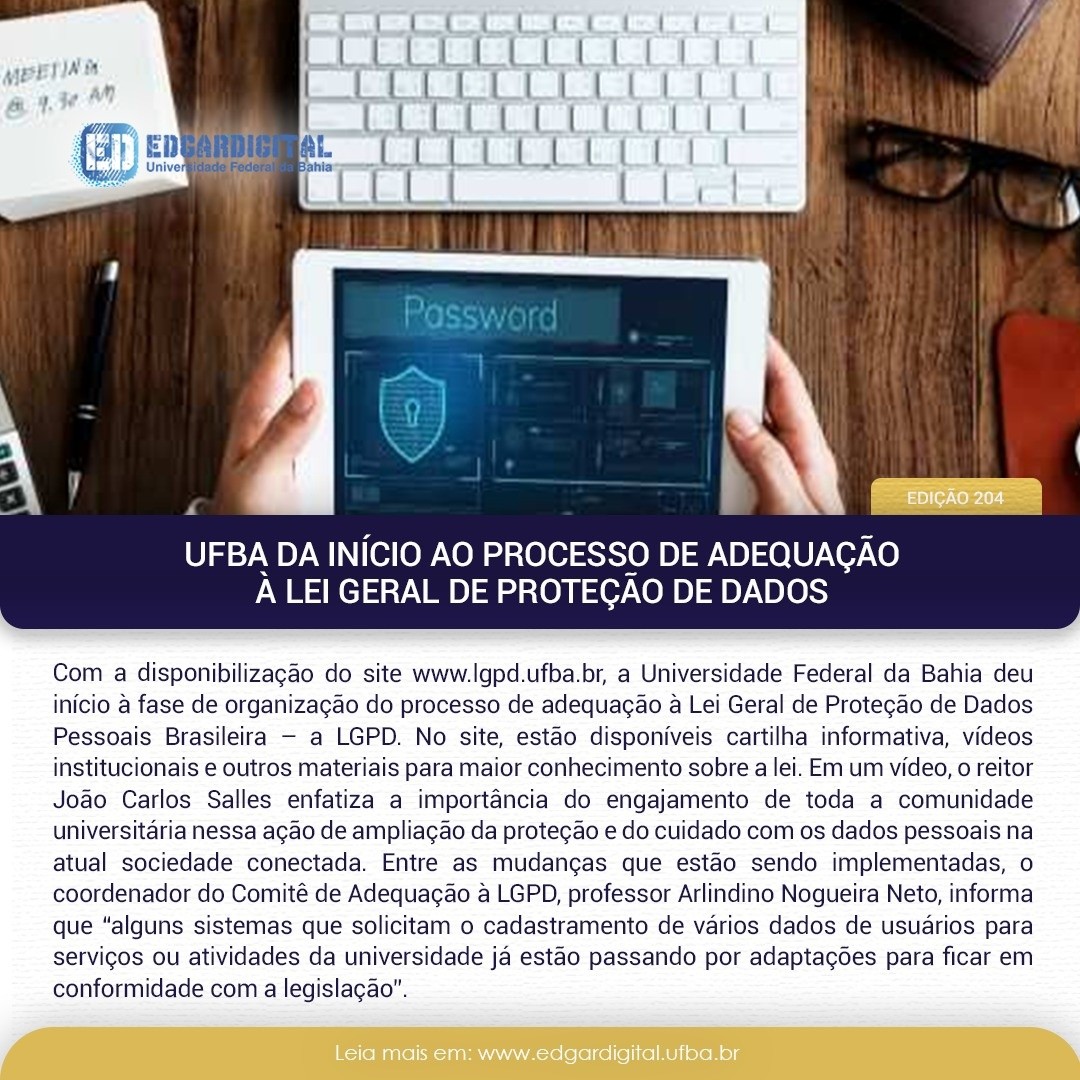 MEETING
@ 9.30 AM
ED EDGARDIGITAL
Universidade Federal da Bahia
Password
EDIÇÃO 204
UFBA DA INÍCIO AO PROCESSO DE ADEQUAÇÃO
À LEI GERAL DE PROTEÇÃO DE DADOS
Com a disponibilização do site www.lgpd.ufba.br, a Universidade Federal da Bahia deu
início à fase de organização do processo de adequação à Lei Geral de Proteção de Dados
Pessoais Brasileira – a LGPD. No site, estão disponíveis cartilha informativa, vídeos
institucionais e outros materiais para maior conhecimento sobre a lei. Em um vídeo, o reitor
João Carlos Salles enfatiza a importância do engajamento de toda a comunidade
universitária nessa ação de ampliação da proteção e do cuidado com os dados pessoais na
atual sociedade conectada. Entre as mudanças que estão sendo implementadas, o
coordenador do Comitê de Adequação à LGPD, professor Arlindino Nogueira Neto, informa
que “alguns sistemas que solicitam o cadastramento de vários dados de usuários para
serviços ou atividades da universidade já estão passando por adaptações para ficar em
conformidade com a legislação”.
Leia mais em: www.edgardigital.ufba.br